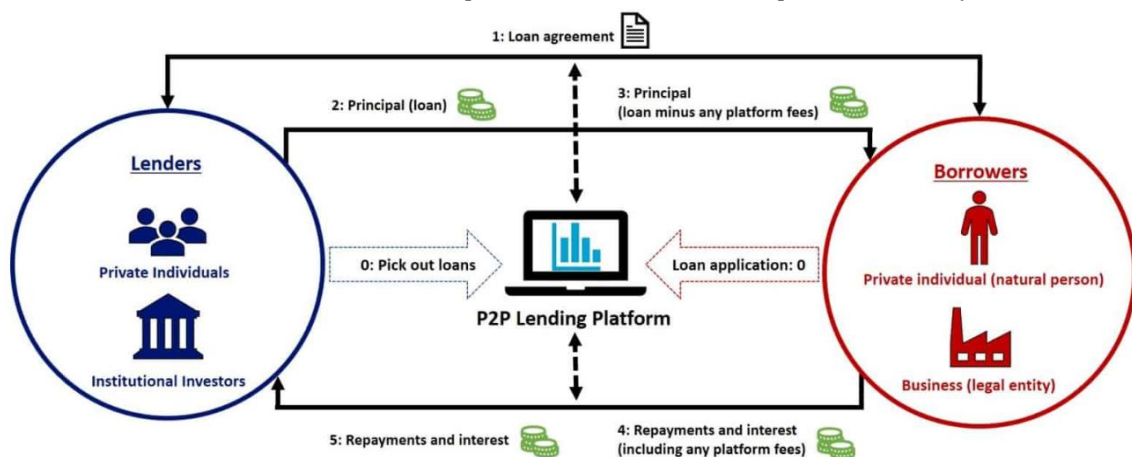 1: Loan agreement
2: Principal (loan)
3: Principal
(loan minus any platform fees)
Lenders
Borrowers
Private Individuals
0: Pick out loans
Loan application: 0
Private individual (natural person)
P2P Lending Platform
Institutional Investors
Business (legal entity)
5: Repayments and interest
4: Repayments and interest
(including any platform fees)